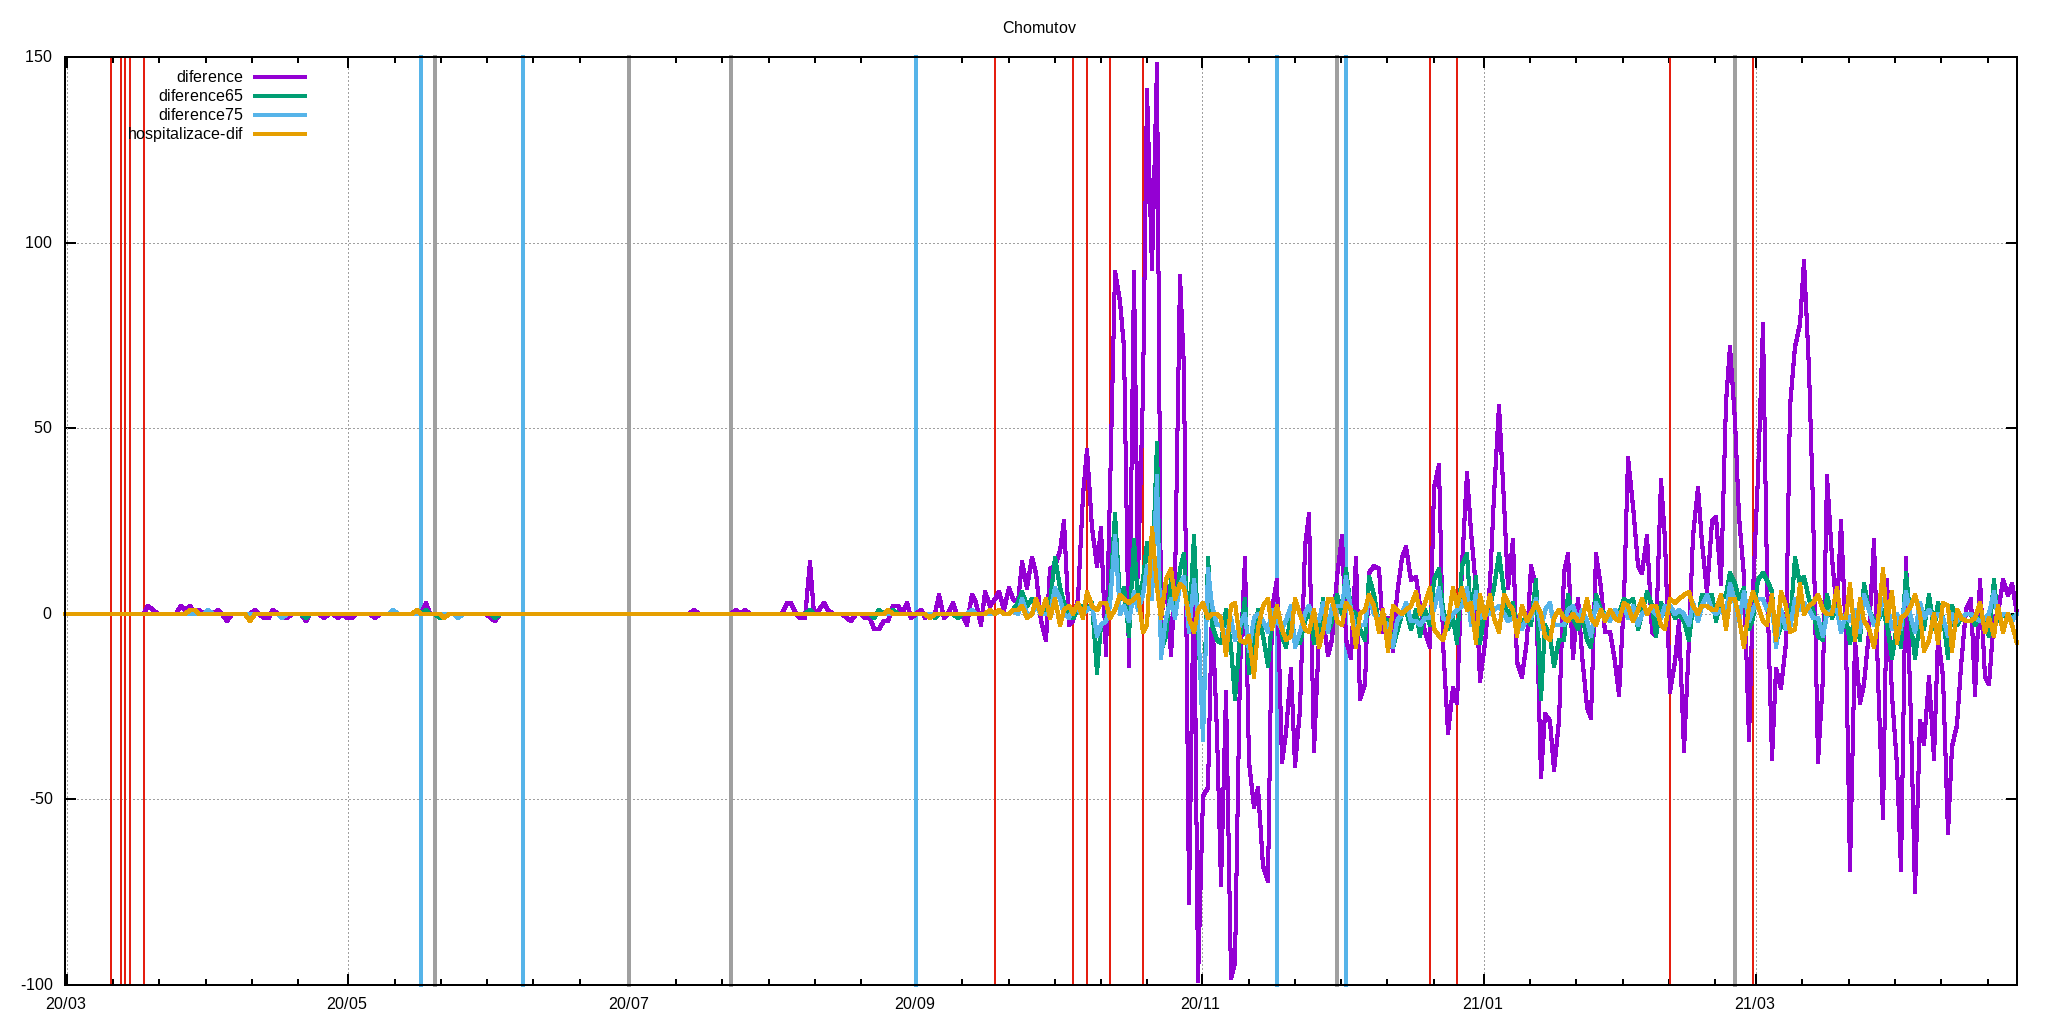 Chomutov
150
diference
diference65
diference75
hospitalizace-dif
100
50
0
-50
-100
20/03 20/05 20/07 20/09 20/11 21/01 21/03